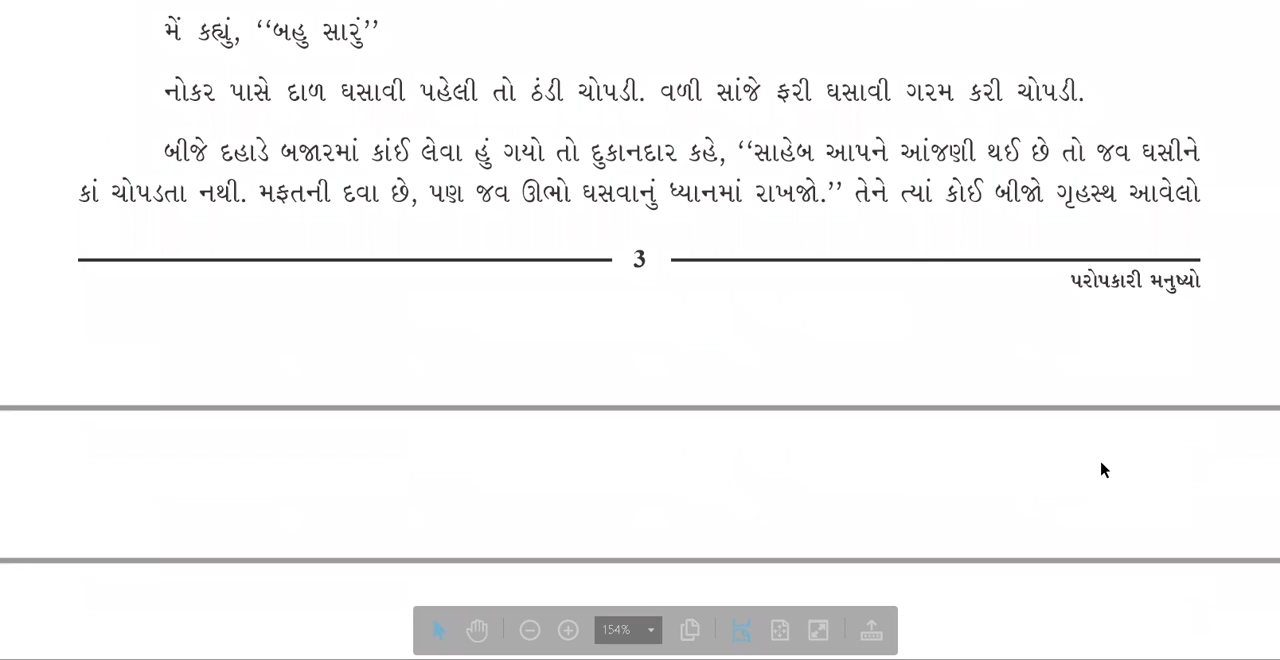 મેં કહ્યું, ‘‘બહુ સારું’’
નોકર પાસે દાળ ઘસાવી પહેલી તો ઠંડી ચોપડી. વળી સાંજે ફરી ઘસાવી ગરમ કરી ચોપડી.
બીજે દહાડે બજારમાં કાંઈ લેવા હું ગયો તો દુકાનદાર કહે, ‘‘સાહેબ આપને આંજણી થઈ છે તો જવ ઘસીને
કાં ચોપડતા નથી. મફતની દવા છે, પણ જવ ઊભો ઘસવાનું ધ્યાનમાં રાખજો.’’ તેને ત્યાં કોઈ બીજો ગૃહસ્થ આવેલો
3
પરોપકારી મનુષ્યો
154%